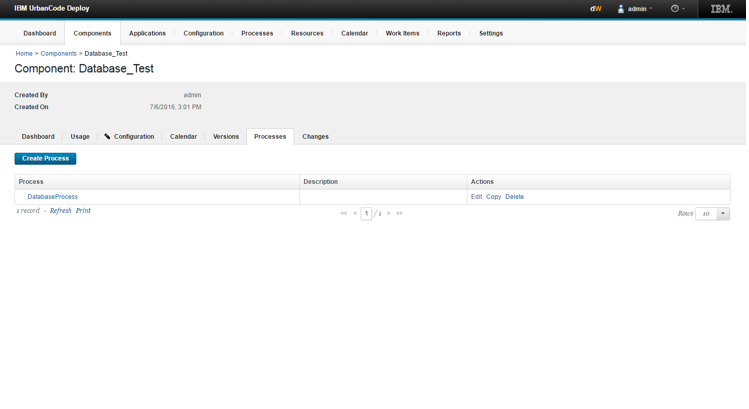 IBM UrbanCode Deploy dW admin IBM.
Dashboard Components Applications Configuration Processes Resources Calendar Work Items Reports Settings
Home > Components > Database_Test
Component: Database_Test
Created By admin
Created On 7/6/2016, 3:01 PM
Dashboard Usage Configuration Calendar Versions Processes Changes
Create Process
Process Description Actions
DatabaseProcess Edit Copy Delete
1 record - Refresh Print 1 / 1 Rows 10